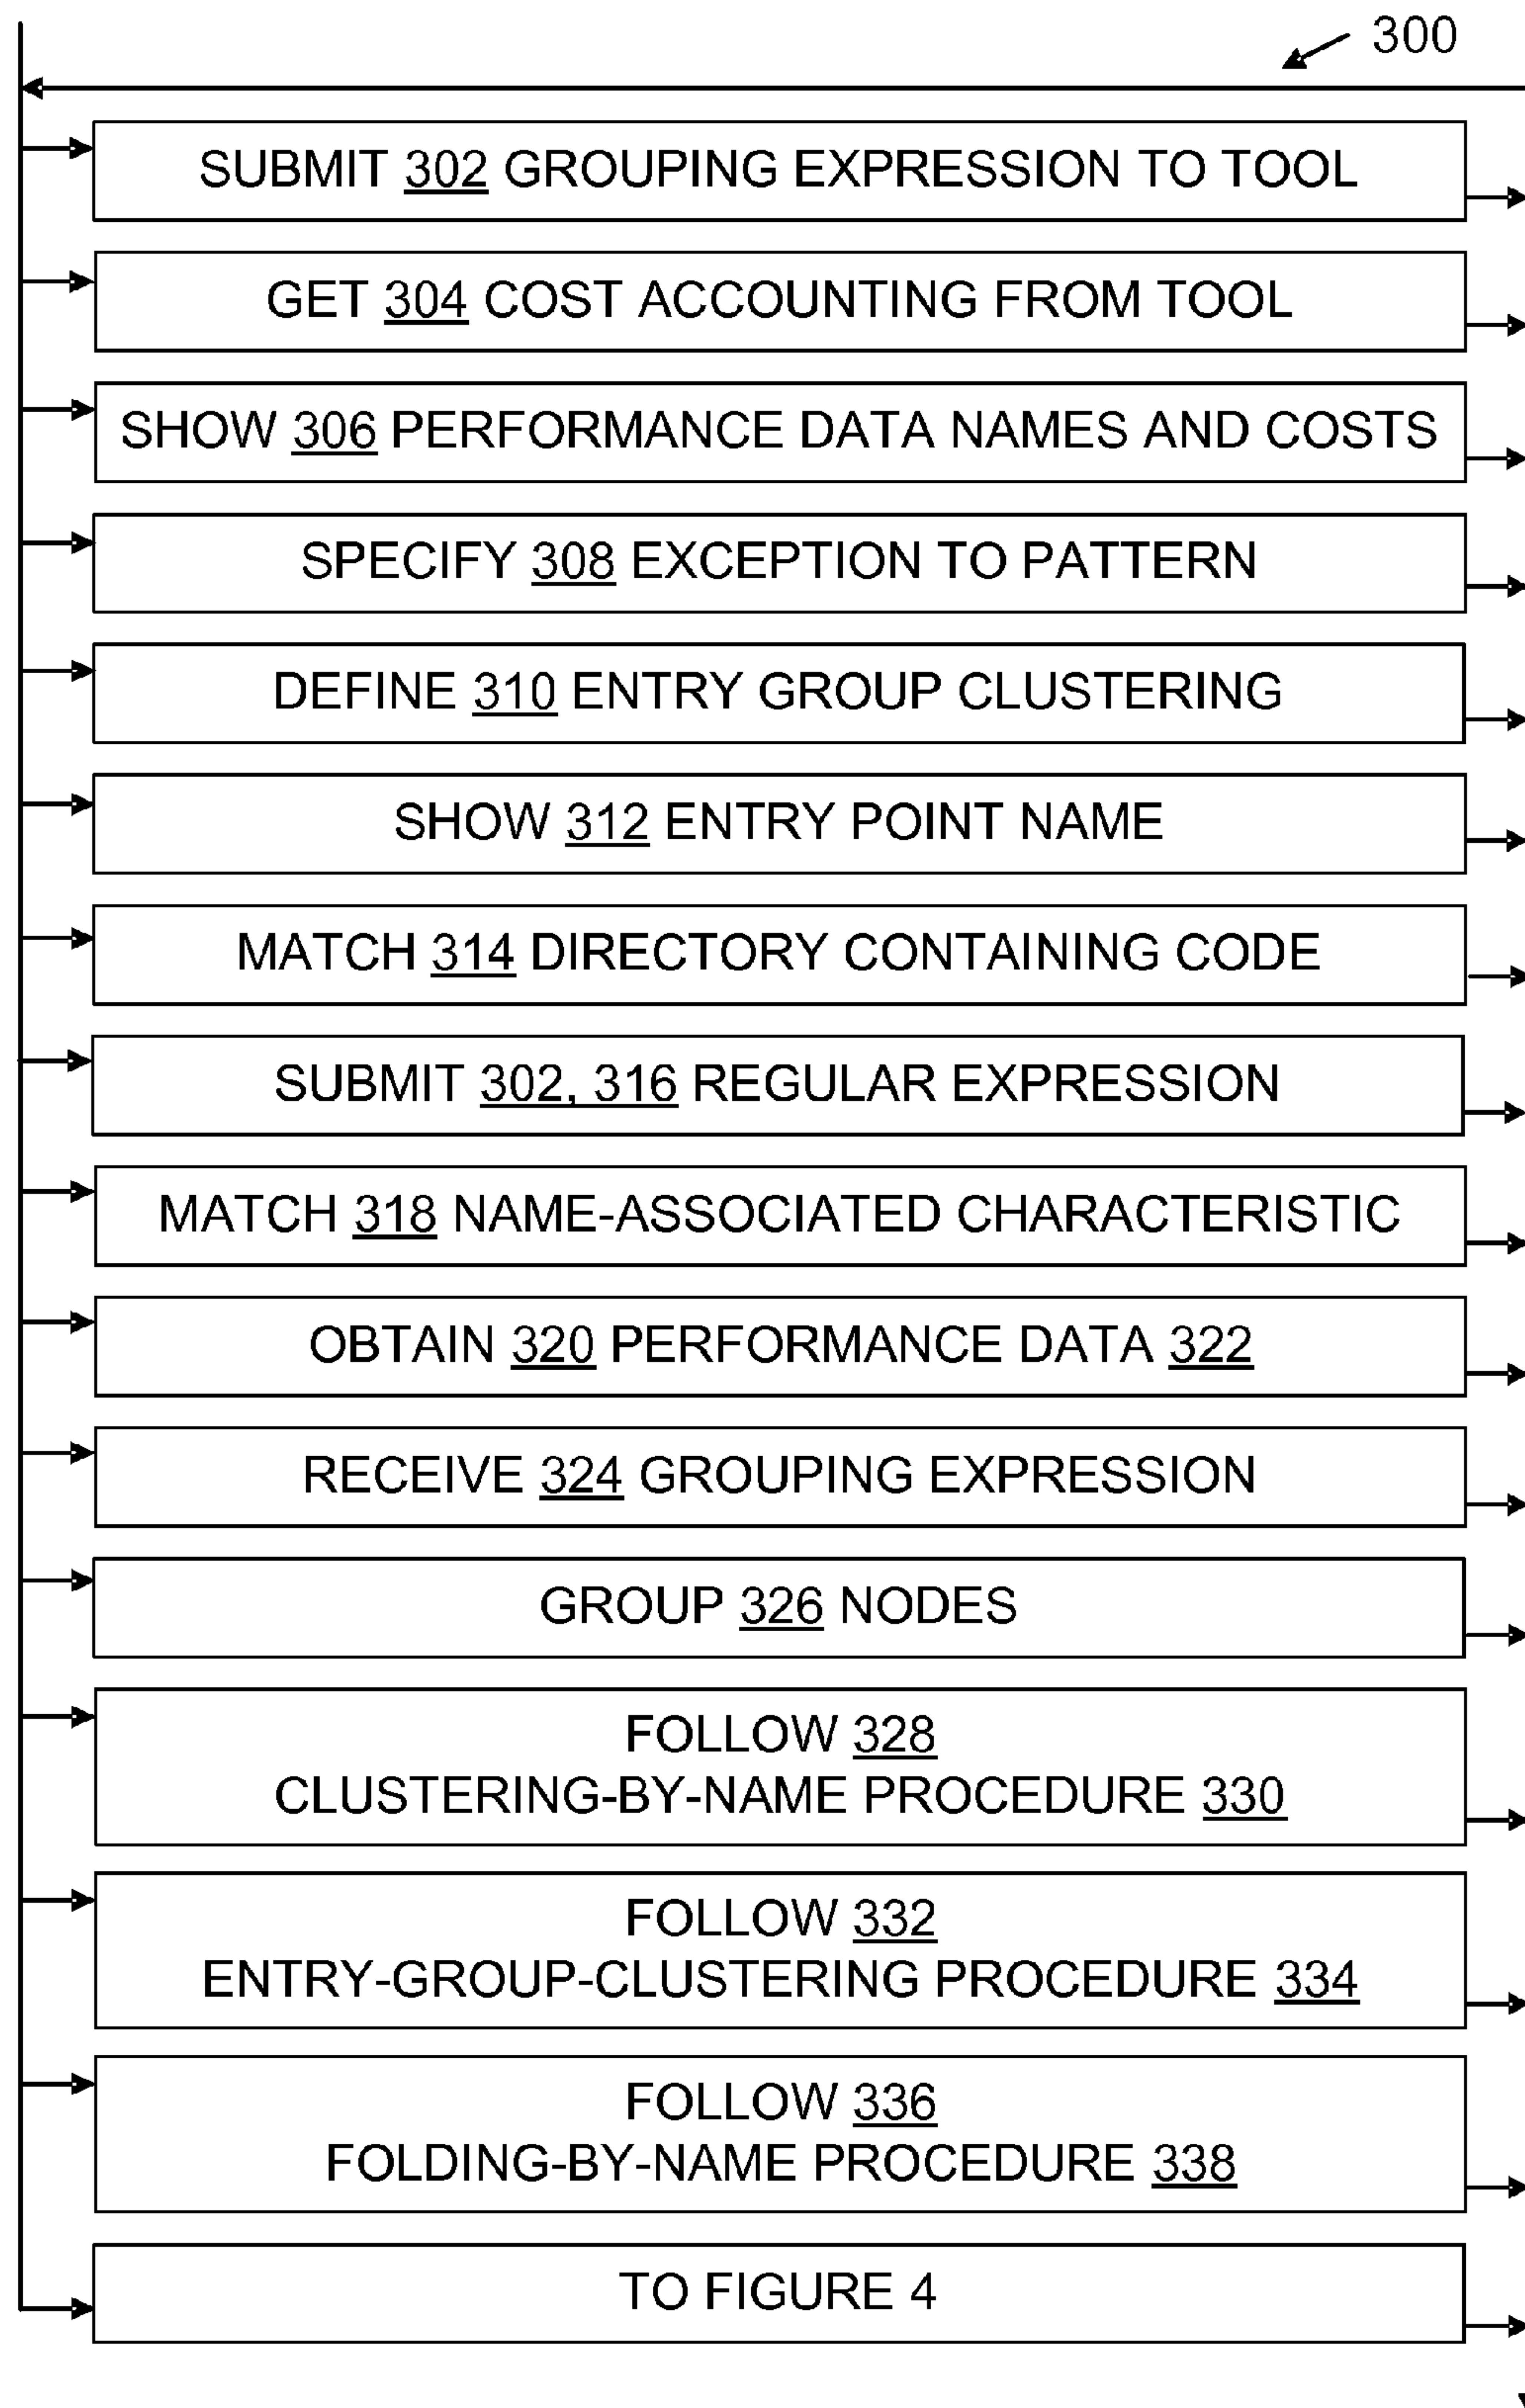 300
SUBMIT 302 GROUPING EXPRESSION TO TOOL
GET 304 COST ACCOUNTING FROM TOOL
SHOW 306 PERFORMANCE DATA NAMES AND COSTS
SPECIFY 308 EXCEPTION TO PATTERN
DEFINE 310 ENTRY GROUP CLUSTERING
SHOW 312 ENTRY POINT NAME
MATCH 314 DIRECTORY CONTAINING CODE
SUBMIT 302, 316 REGULAR EXPRESSION
MATCH 318 NAME-ASSOCIATED CHARACTERISTIC
OBTAIN 320 PERFORMANCE DATA 322
RECEIVE 324 GROUPING EXPRESSION
GROUP 326 NODES
FOLLOW 328
CLUSTERING-BY-NAME PROCEDURE 330
FOLLOW 332
ENTRY-GROUP-CLUSTERING PROCEDURE 334
FOLLOW 336
FOLDING-BY-NAME PROCEDURE 338
TO FIGURE 4